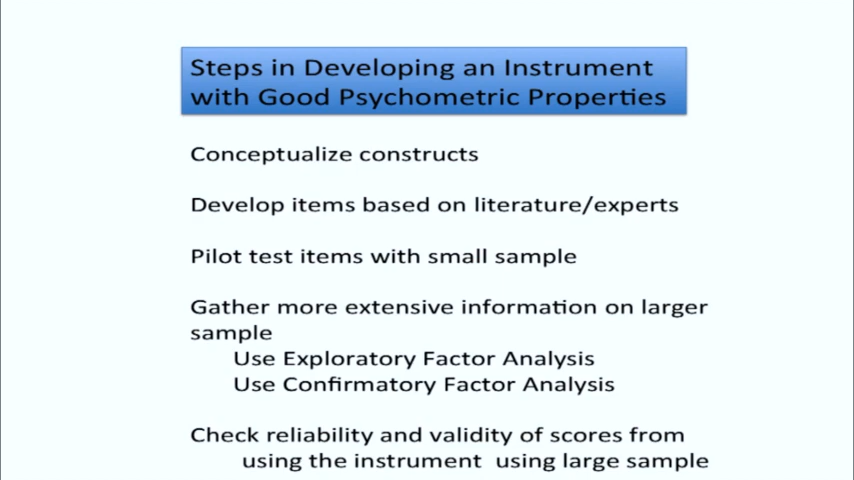 Steps in Developing an Instrument
with Good Psychometric Properties
Conceptualize constructs
Develop items based on literature/experts
Pilot test items with small sample
Gather more extensive information on larger
sample
Use Exploratory Factor Analysis
Use Confirmatory Factor Analysis
Check reliability and validity of scores from
using the instrument using large sample